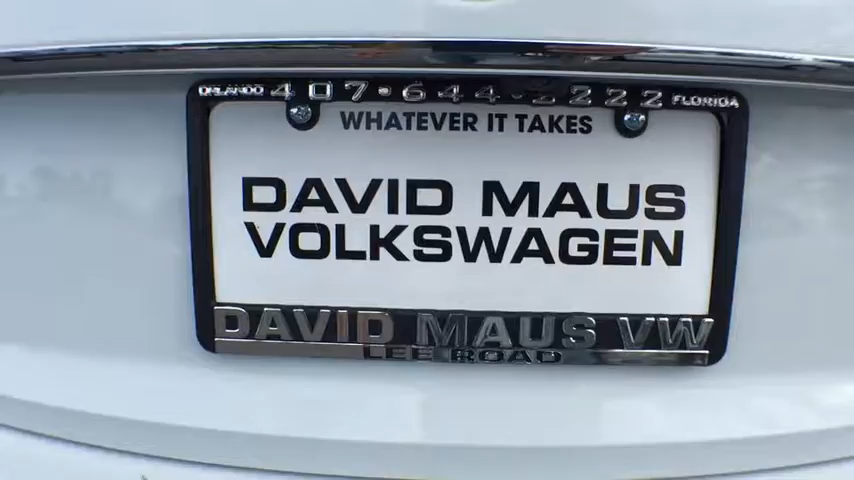 ORLANDO 407-644-2222 FLORIDA
WHATEVER IT TAKES
DAVID MAUS
VOLKSWAGEN
DAVID MAUS VW
LEE ROAD